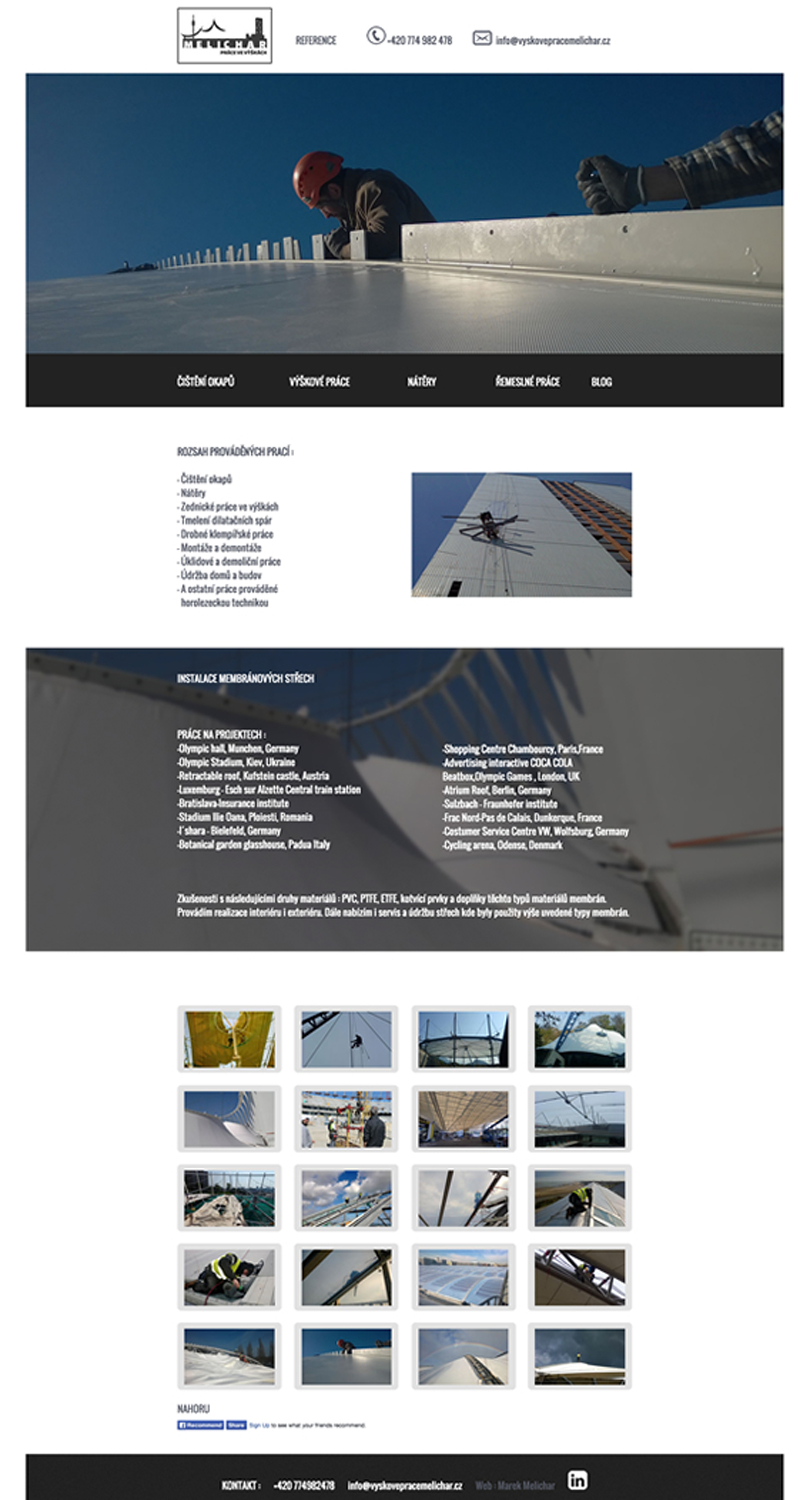 MELICHAR
PRÁCE VE VÝŠKÁCH
REFERENCE
+420 774 982 478
info@vyskovepracemelichar.cz
ČIŠTĚNÍ OKAPŮ
VÝŠKOVÉ PRÁCE
NÁTĚRY
ŘEMESLNÉ PRÁCE
BLOG
ROZSAH PROVÁDĚNÝCH PRACÍ :
- Čištění okapů
- Nátěry
- Zednické práce ve výškách
- Tmelení dilatačních spár
- Drobné klempířské práce
- Montáže a demontáže
- Úklidové a demoliční práce
- Údržba domů a budov
- A ostatní práce prováděné
horolezeckou technikou
INSTALACE MEMBRÁNOVÝCH STŘECH
PRÁCE NA PROJEKTECH :
-Olympic hall, Munchen, Germany
-Olympic Stadium, Kiev, Ukraine
-Retractable roof, Kufstein castle, Austria
-Luxemburg - Esch sur Alzette Central train station
-Bratislava-Insurance institute
-Stadium Ilie Oana, Ploiesti, Romania
-I´shara - Bielefeld, Germany
-Botanical garden glasshouse, Padua Italy
-Shopping Centre Chambourcy, Paris,France
-Advertising interactive COCA COLA
Beatbox,Olympic Games , London, UK
-Atrium Roof, Berlin, Germany
-Sulzbach - Fraunhofer institute
-Frac Nord-Pas de Calais, Dunkerque, France
-Costumer Service Centre VW, Wolfsburg, Germany
-Cycling arena, Odense, Denmark
Zkušenosti s následujícími druhy materiálů : PVC, PTFE, ETFE, kotvící prvky a doplňky těchto typů materiálů membrán.
Provádím realizace interiéru i exteriéru. Dále nabízím i servis a údržbu střech kde byly použity výše uvedené typy membrán.
NAHORU
Recommend Share Sign Up to see what your friends recommend.
KONTAKT : +420 774982478 info@vyskovepracemelichar.cz Web : Marek Melichar in